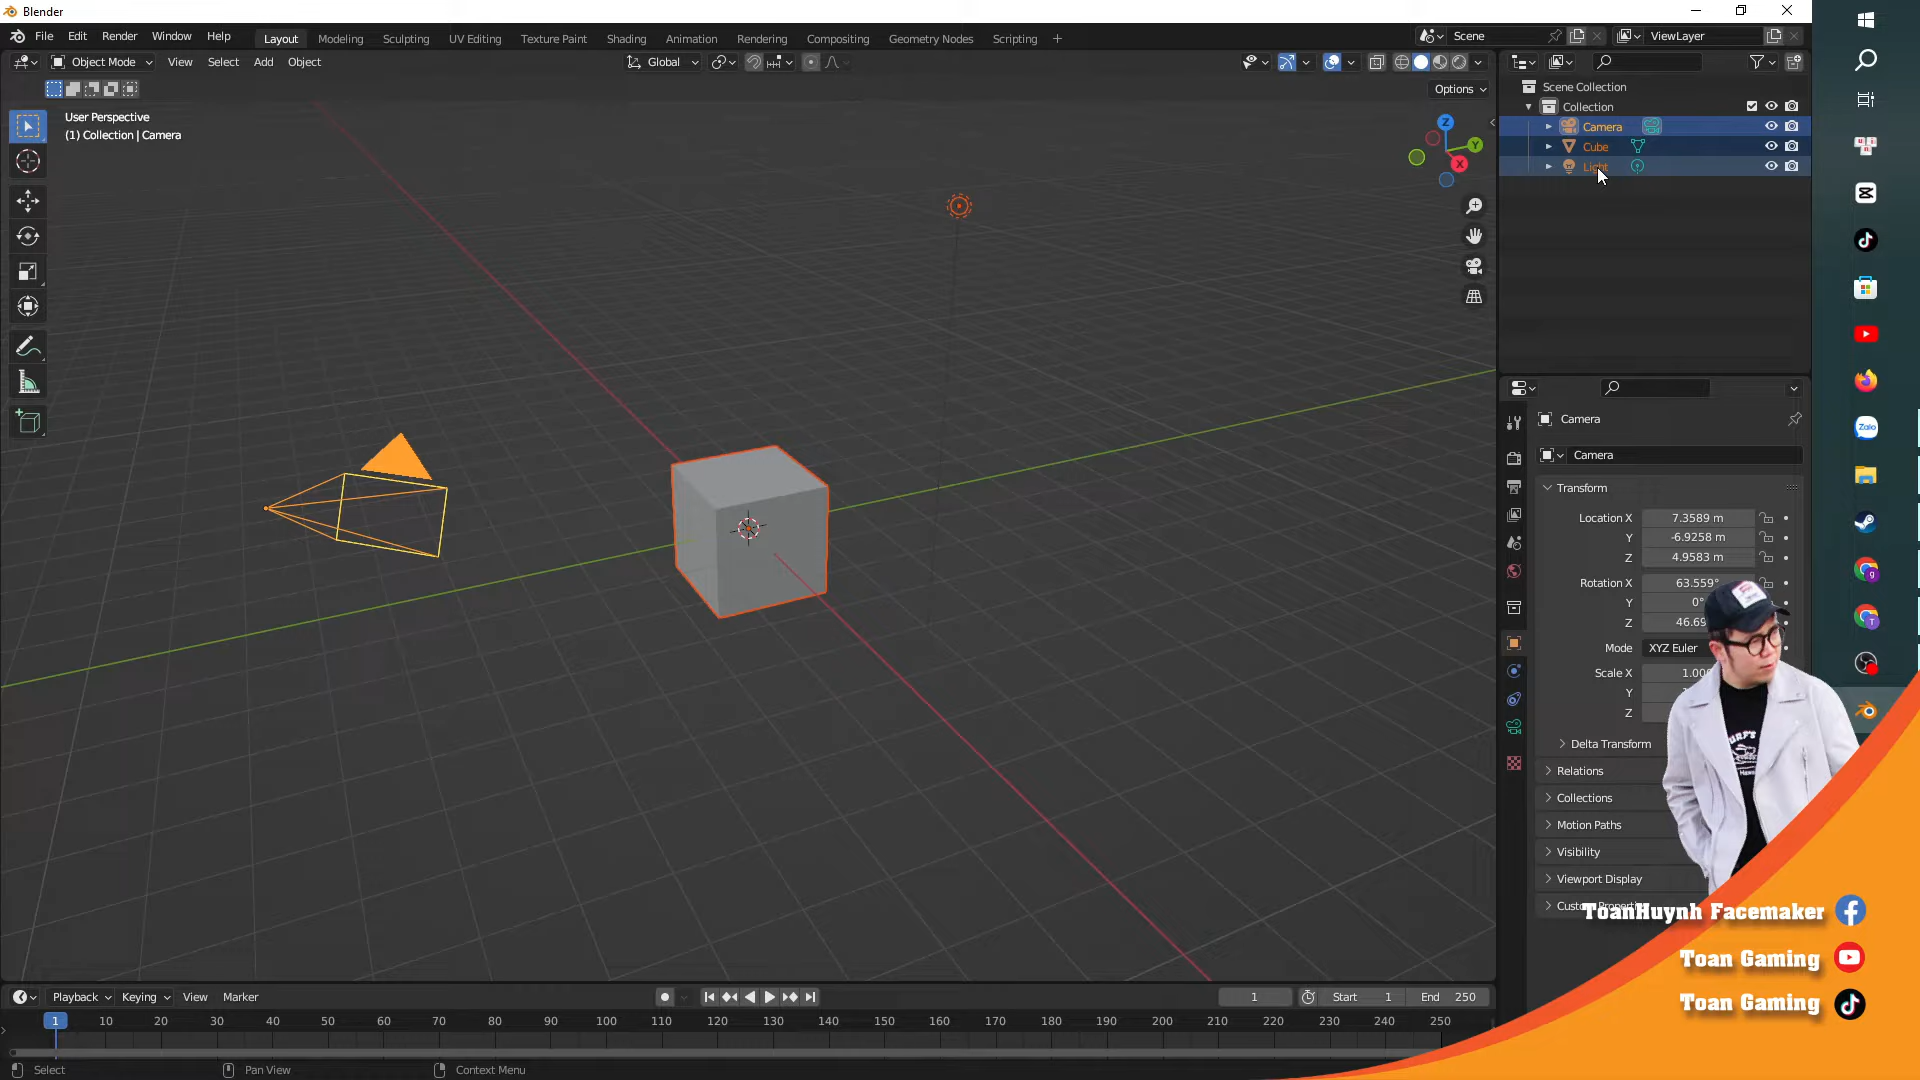 Blender
File Edit Render Window Help Layout Modeling Sculpting UV Editing Texture Paint Shading Animation Rendering Compositing Geometry Nodes Scripting + Scene ViewLayer
Object Mode View Select Add Object Global
Options
User Perspective
(1) Collection | Camera
Z
Y
X
Scene Collection
Collection
Camera
Cube
Light
Camera
Camera
Transform
Location X 7.3589 m
Y -6.9258 m
Z 4.9583 m
Rotation X 63.559°
Y 0°
Z
Mode XYZ Euler
Scale X
Y
Z
Delta Transform
Relations
Collections
Motion Paths
Visibility
Viewport Display
Zalo
ToanHuynh Facemaker
Toan Gaming
Toan Gaming
Playback Keying View Marker 1 Start 1 End 250
1 10 20 30 40 50 60 70 80 90 100 110 120 130 140 150 160 170 180 190 200 210 220 230 240 250
Select Pan View Context Menu